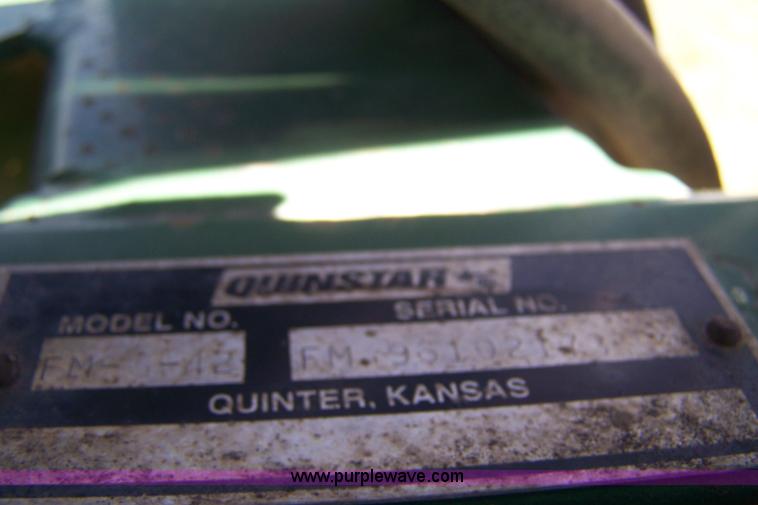 QUINSTAR
MODEL NO. SERIAL NO.
QUINTER, KANSAS
www.purplewave.com